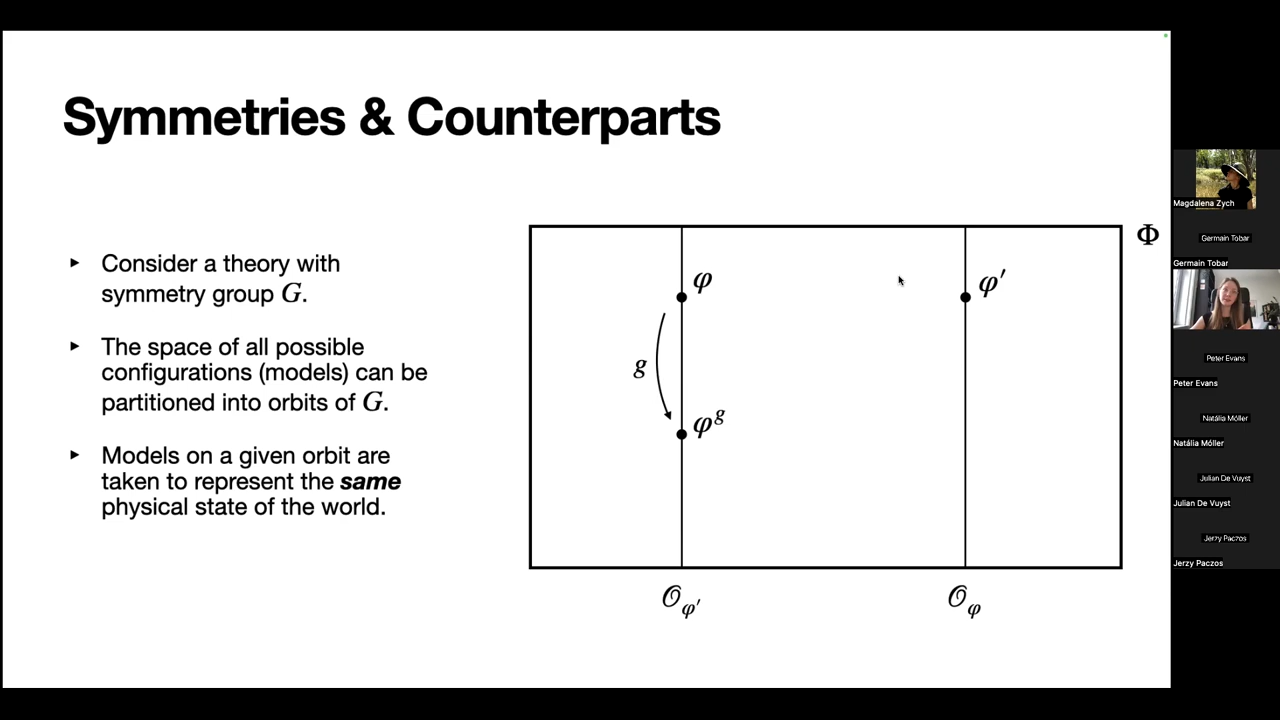 Symmetries & Counterparts
‣ Consider a theory with
symmetry group G.
‣ The space of all possible
configurations (models) can be
partitioned into orbits of G.
‣ Models on a given orbit are
taken to represent the same
physical state of the world.
Φ
φ
φ′
g
φ^g
𝒪_φ′
𝒪_φ
Magdalena Zych
Germain Tobar
Germain Tobar
Peter Evans
Peter Evans
Natália Móller
Natália Móller
Julian De Vuyst
Julian De Vuyst
Jerzy Paczos
Jerzy Paczos